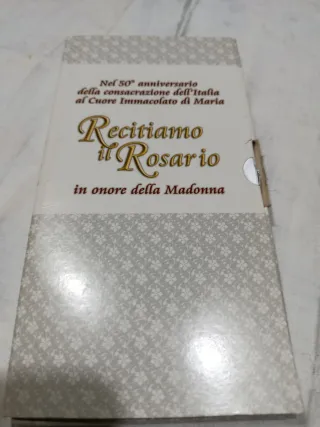 Nel 50° anniversario
della consacrazione dell'Italia
al Cuore Immacolato di Maria
Recitiamo
il Rosario
in onore della Madonna